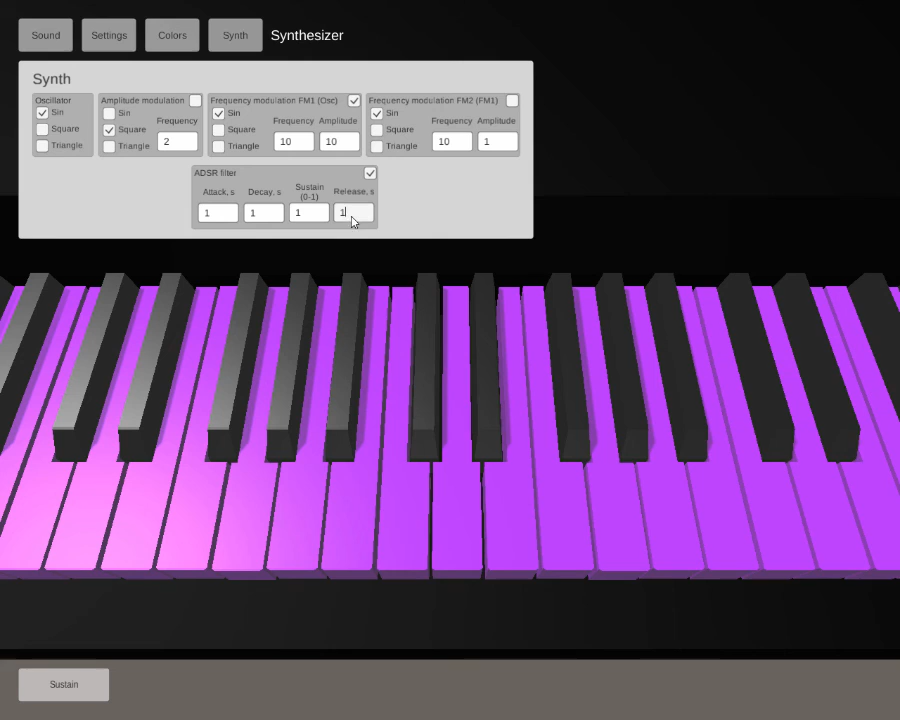 Sound Settings Colors Synth Synthesizer
Synth
Oscillator
Sin
Square
Triangle
Amplitude modulation
Sin
Square
Triangle
Frequency
2
Frequency modulation FM1 (Osc)
Sin
Square
Triangle
Frequency Amplitude
10 10
Frequency modulation FM2 (FM1)
Sin
Square
Triangle
Frequency Amplitude
10 1
ADSR filter
Attack, s Decay, s Sustain (0-1) Release, s
1 1 1 1
Sustain